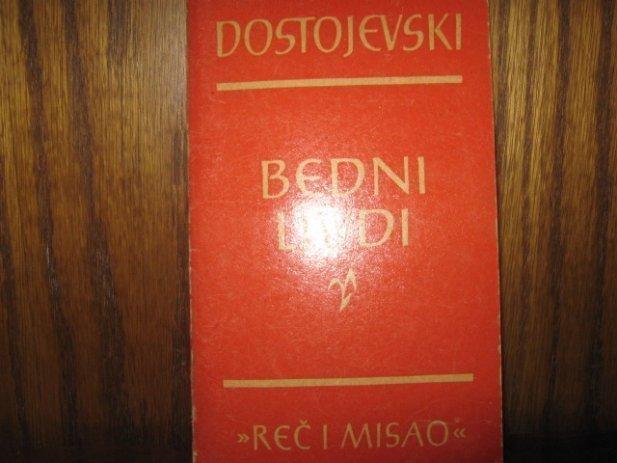 DOSTOJEVSKI
BEDNI
LJUDI
»REČ I MISAO«